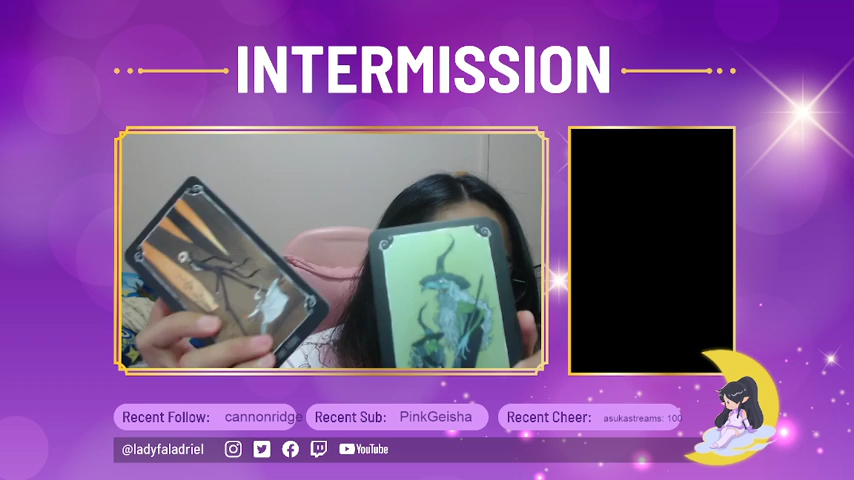 INTERMISSION
Recent Follow: cannonridge Recent Sub: PinkGeisha Recent Cheer: asukastreams: 100
@ladyfaladriel YouTube